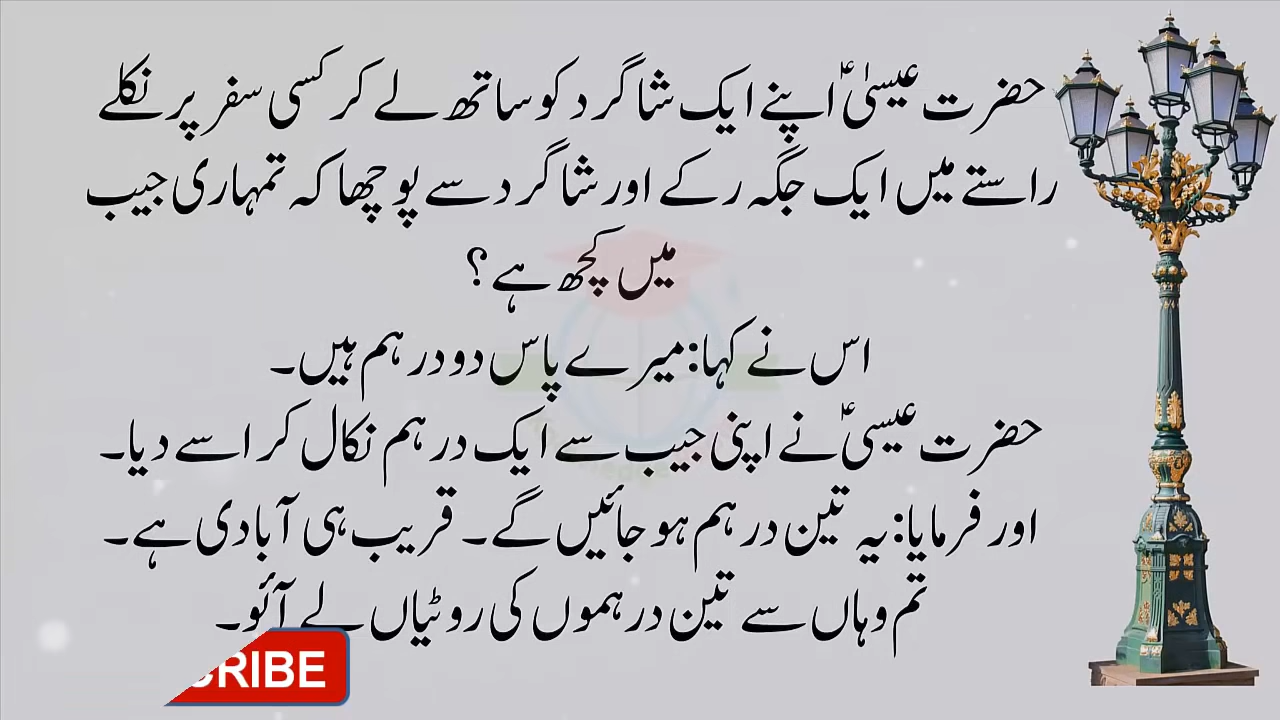 حضرت عیسیٰؑ اپنے ایک شاگرد کو ساتھ لے کر کسی سفر پر نکلے
راستے میں ایک جگہ رکے اور شاگرد سے پوچھا کہ تمہاری جیب
میں کچھ ہے؟
اس نے کہا: میرے پاس دو درہم ہیں۔
حضرت عیسیؑ نے اپنی جیب سے ایک درہم نکال کر اسے دیا۔
اور فرمایا: یہ تین درہم ہو جائیں گے۔ قریب ہی آبادی ہے۔
تم وہاں سے تین درہموں کی روٹیاں لے آئو۔
RIBE